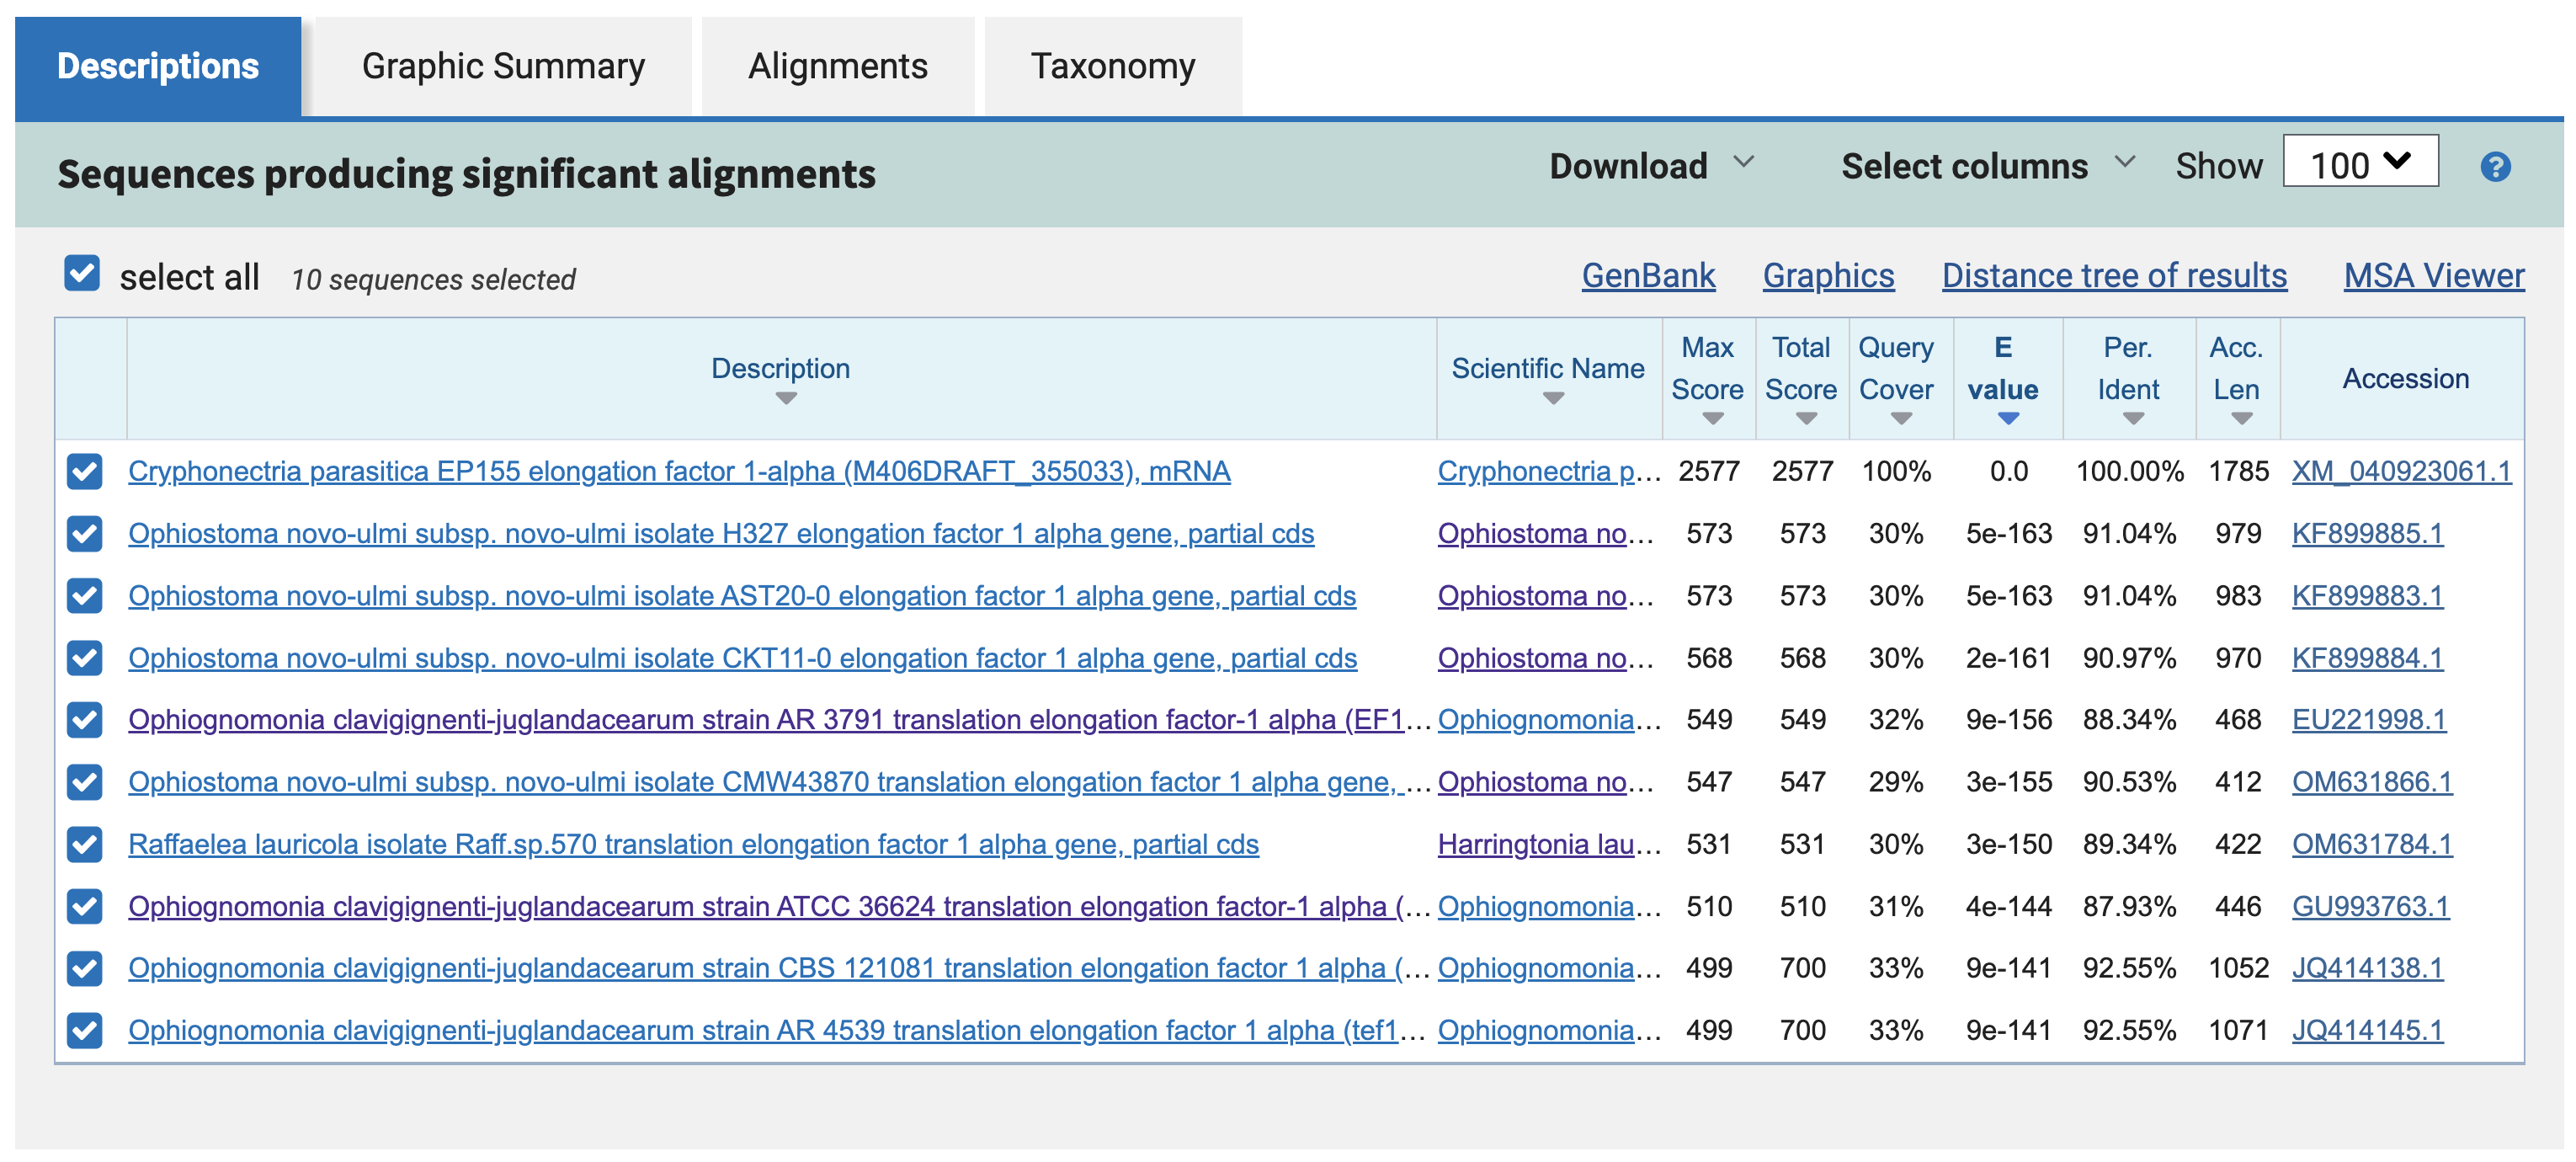 Descriptions Graphic Summary Alignments Taxonomy
Sequences producing significant alignments Download Select columns Show 100 ?
select all 10 sequences selected GenBank Graphics Distance tree of results MSA Viewer
Description Scientific Name Max Score Total Score Query Cover E value Per. Ident Acc. Len Accession
Cryphonectria parasitica EP155 elongation factor 1-alpha (M406DRAFT_355033), mRNA Cryphonectria p... 2577 2577 100% 0.0 100.00% 1785 XM_040923061.1
Ophiostoma novo-ulmi subsp. novo-ulmi isolate H327 elongation factor 1 alpha gene, partial cds Ophiostoma no... 573 573 30% 5e-163 91.04% 979 KF899885.1
Ophiostoma novo-ulmi subsp. novo-ulmi isolate AST20-0 elongation factor 1 alpha gene, partial cds Ophiostoma no... 573 573 30% 5e-163 91.04% 983 KF899883.1
Ophiostoma novo-ulmi subsp. novo-ulmi isolate CKT11-0 elongation factor 1 alpha gene, partial cds Ophiostoma no... 568 568 30% 2e-161 90.97% 970 KF899884.1
Ophiognomonia clavigignenti-juglandacearum strain AR 3791 translation elongation factor-1 alpha (EF1... Ophiognomonia... 549 549 32% 9e-156 88.34% 468 EU221998.1
Ophiostoma novo-ulmi subsp. novo-ulmi isolate CMW43870 translation elongation factor 1 alpha gene, ... Ophiostoma no... 547 547 29% 3e-155 90.53% 412 OM631866.1
Raffaelea lauricola isolate Raff.sp.570 translation elongation factor 1 alpha gene, partial cds Harringtonia lau... 531 531 30% 3e-150 89.34% 422 OM631784.1
Ophiognomonia clavigignenti-juglandacearum strain ATCC 36624 translation elongation factor-1 alpha (... Ophiognomonia... 510 510 31% 4e-144 87.93% 446 GU993763.1
Ophiognomonia clavigignenti-juglandacearum strain CBS 121081 translation elongation factor 1 alpha (... Ophiognomonia... 499 700 33% 9e-141 92.55% 1052 JQ414138.1
Ophiognomonia clavigignenti-juglandacearum strain AR 4539 translation elongation factor 1 alpha (tef1... Ophiognomonia... 499 700 33% 9e-141 92.55% 1071 JQ414145.1